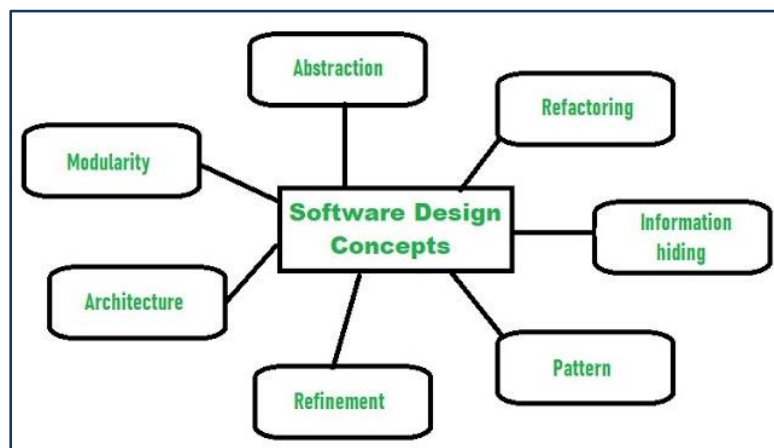 Abstraction
Refactoring
Modularity
Software Design
Concepts
Information
hiding
Architecture
Pattern
Refinement